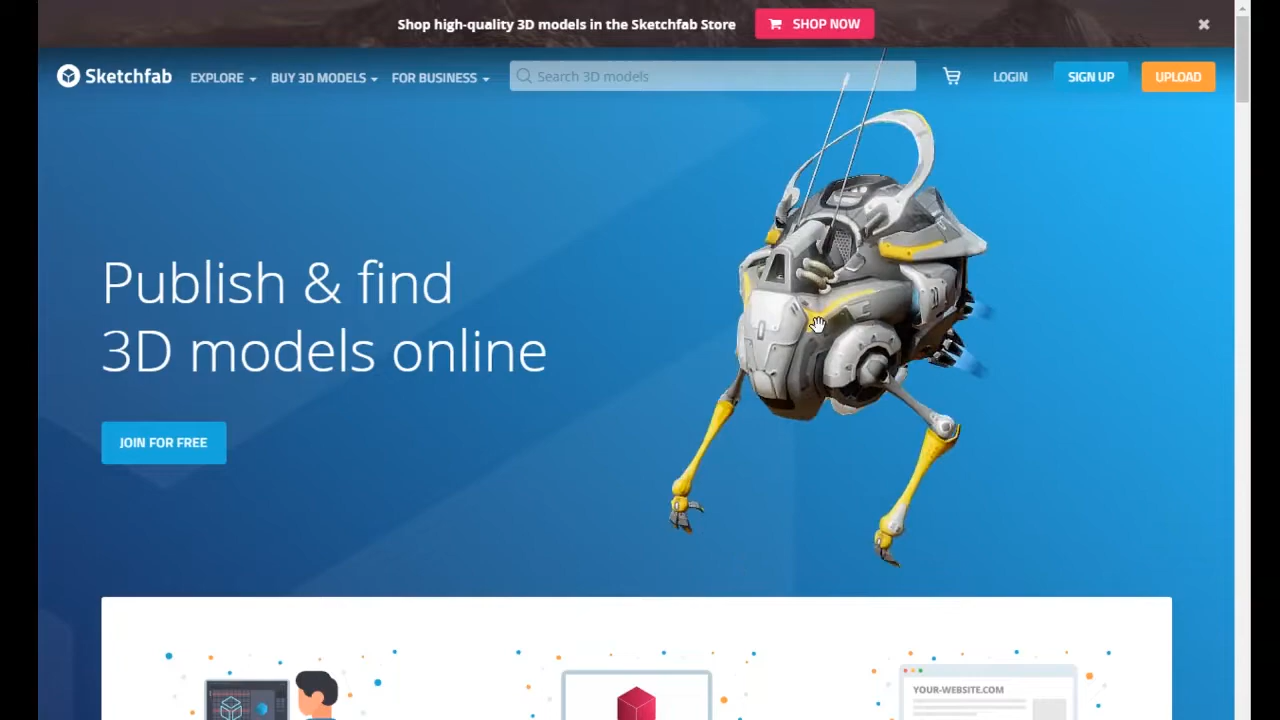 Shop high-quality 3D models in the Sketchfab Store
SHOP NOW
Sketchfab
EXPLORE
BUY 3D MODELS
FOR BUSINESS
Search 3D models
LOGIN
SIGN UP
UPLOAD
Publish & find
3D models online
JOIN FOR FREE
YOUR-WEBSITE.COM